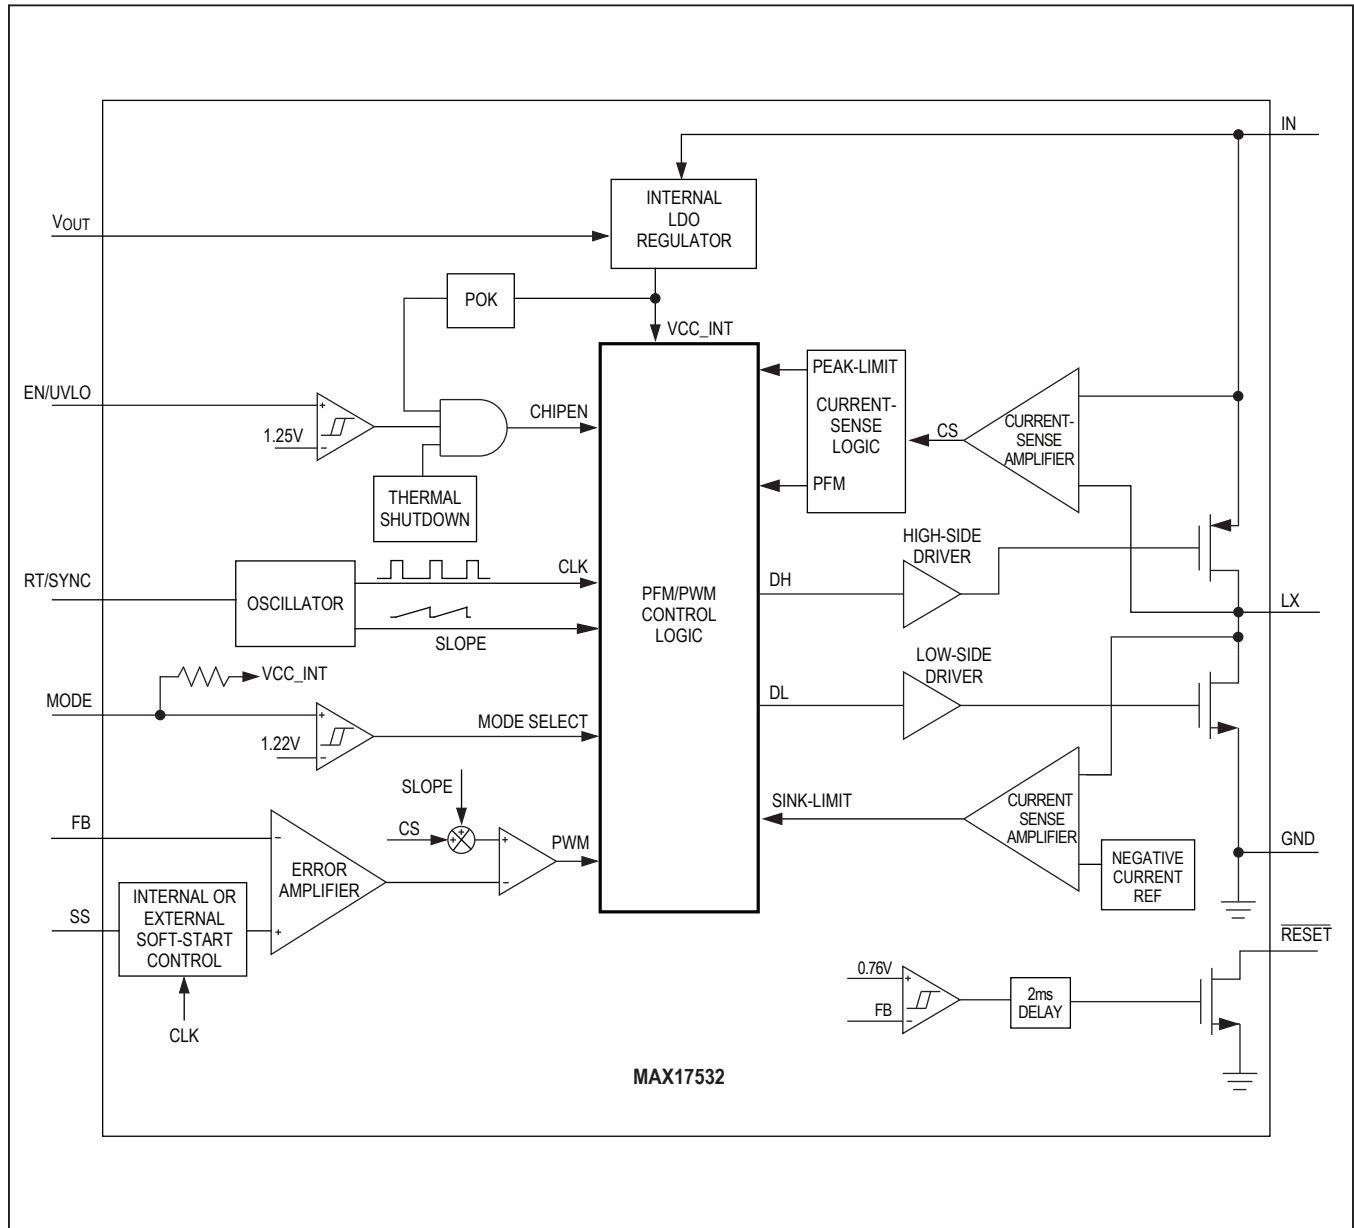 IN
INTERNAL
LDO
REGULATOR
VOUT
POK
VCC_INT
EN/UVLO
+
1.25V
−
CHIPEN
THERMAL
SHUTDOWN
PEAK-LIMIT
CURRENT-
SENSE
LOGIC
PFM
CS
CURRENT-
SENSE
AMPLIFIER
RT/SYNC
OSCILLATOR
CLK
SLOPE
PFM/PWM
CONTROL
LOGIC
HIGH-SIDE
DRIVER
DH
LX
LOW-SIDE
DRIVER
DL
VCC_INT
MODE
+
1.22V
−
MODE SELECT
SLOPE
CS
+
+
+
−
PWM
FB
−
ERROR
AMPLIFIER
+
SS
INTERNAL OR
EXTERNAL
SOFT-START
CONTROL
CLK
SINK-LIMIT
CURRENT
SENSE
AMPLIFIER
NEGATIVE
CURRENT
REF
GND
RESET
0.76V
+
FB
−
2ms
DELAY
MAX17532